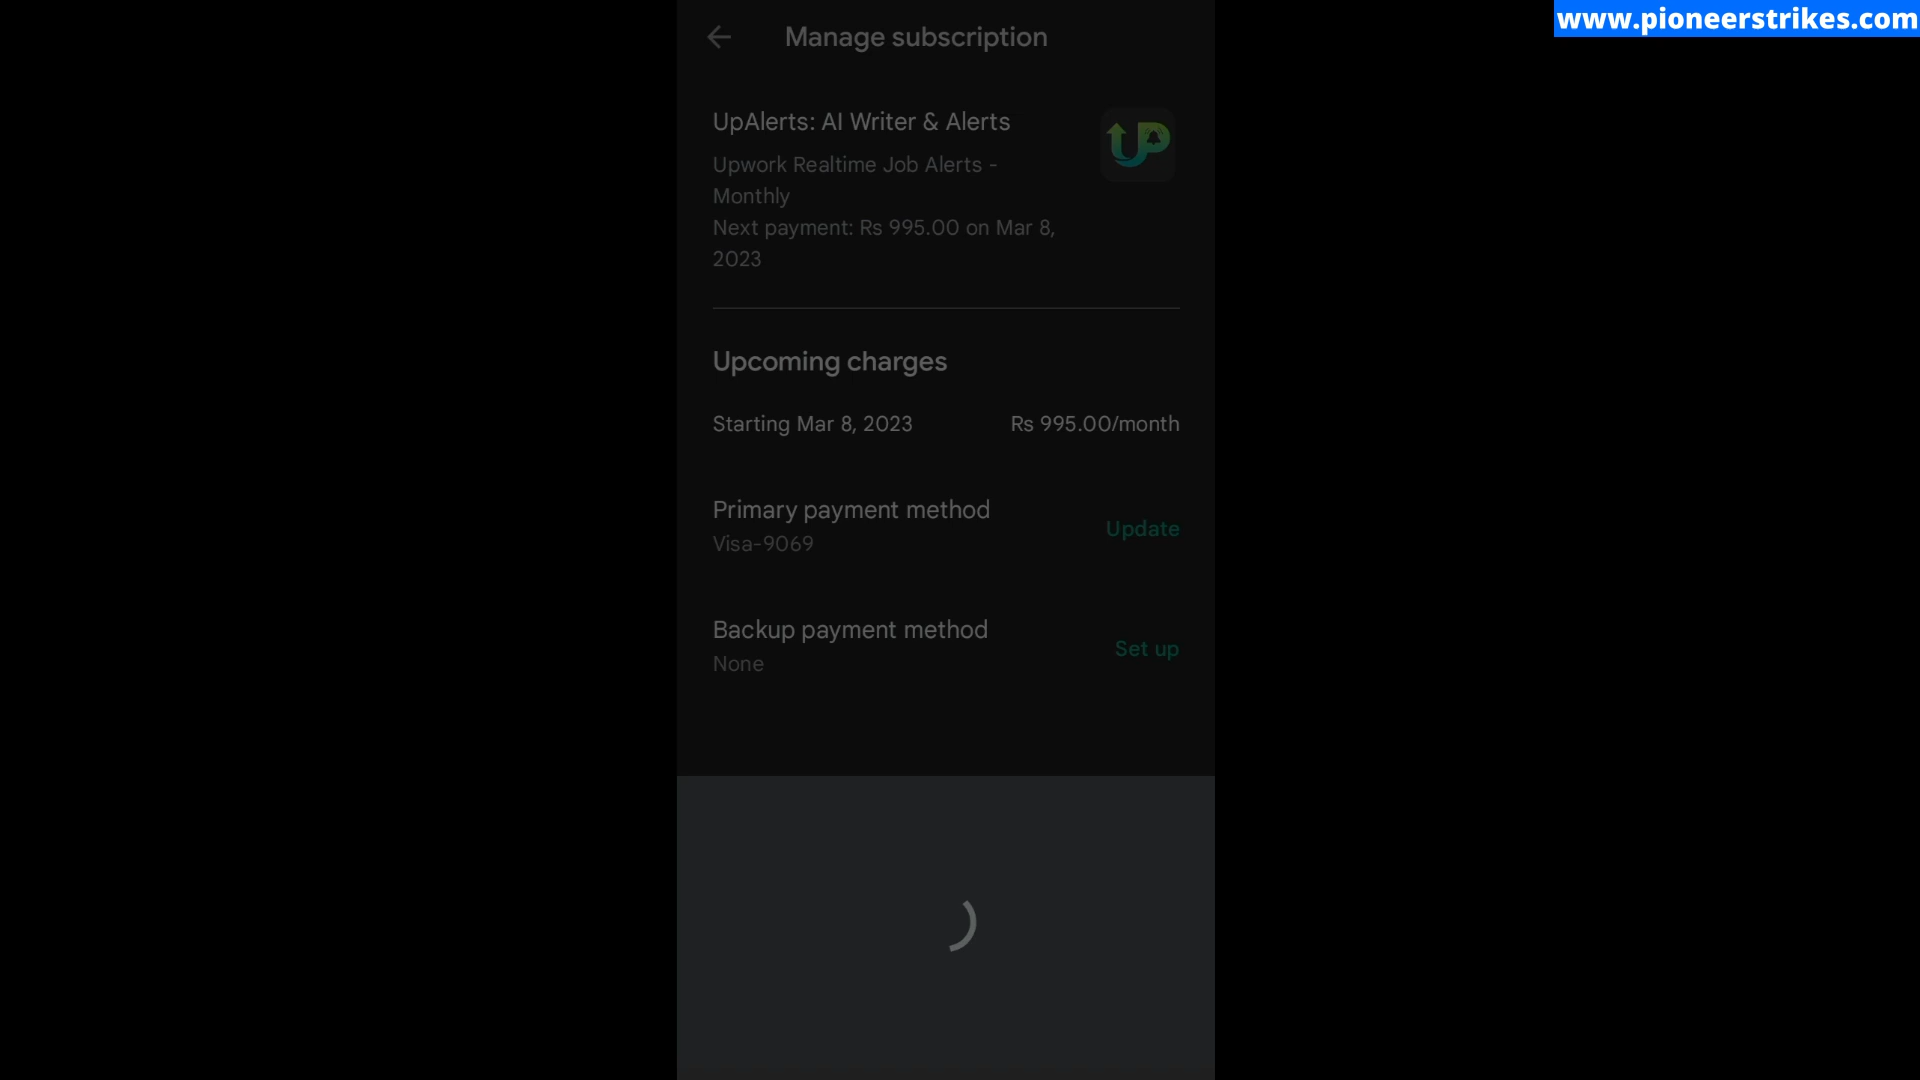 www.pioneerstrikes.com
Manage subscription
UpAlerts: AI Writer & Alerts
UP
Upwork Realtime Job Alerts -
Monthly
Next payment: Rs 995.00 on Mar 8,
2023
Upcoming charges
Starting Mar 8, 2023 Rs 995.00/month
Primary payment method
Update
Visa-9069
Backup payment method
Set up
None